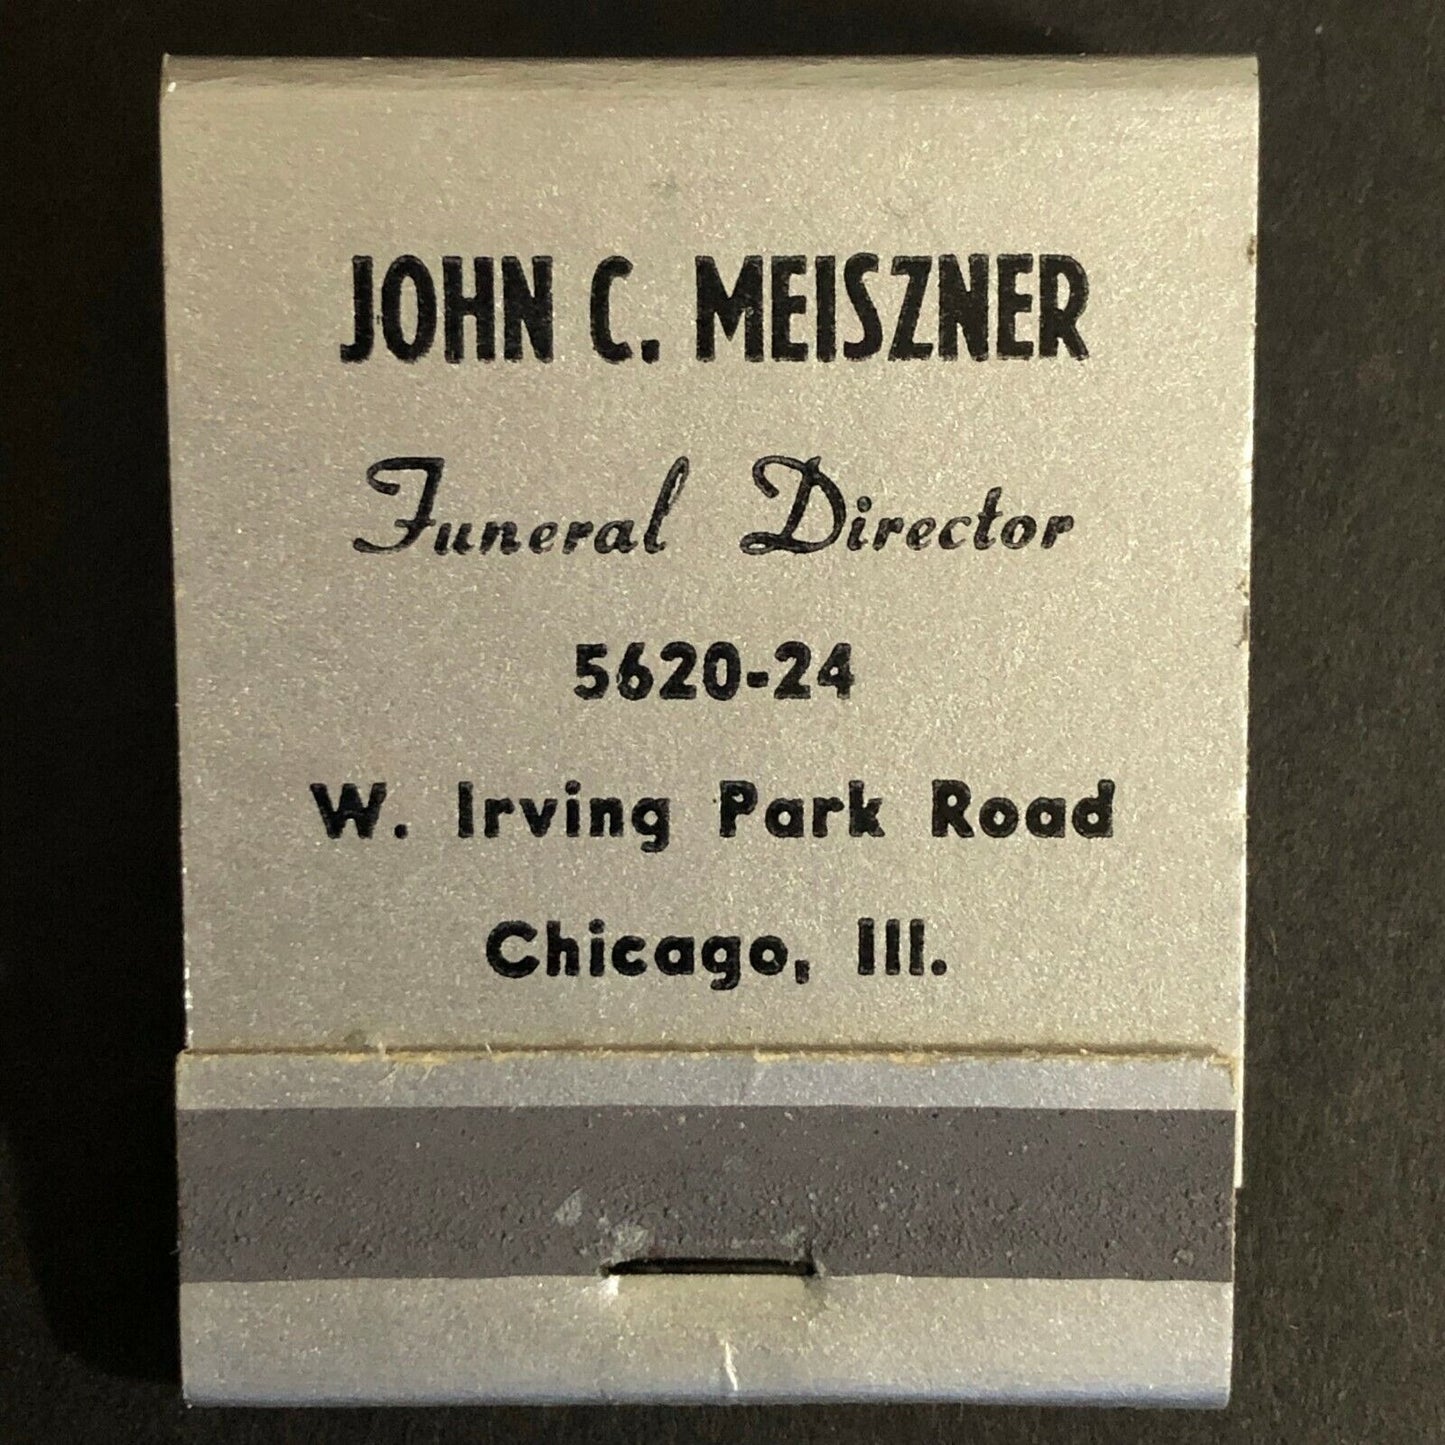 JOHN C. MEISZNER
Funeral Director
5620-24
W. Irving Park Road
Chicago, Ill.